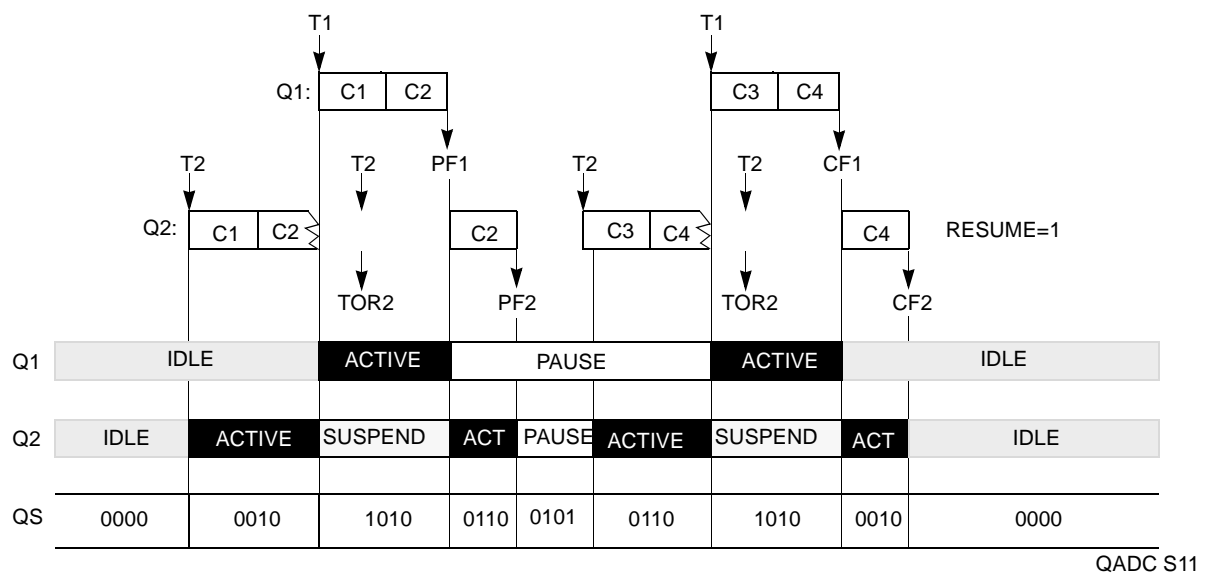 T1 T1
Q1: C1 C2 C3 C4
T2 T2 PF1 T2 T2 CF1
Q2: C1 C2 C2 C3 C4 C4 RESUME=1
TOR2 PF2 TOR2 CF2
Q1 IDLE ACTIVE PAUSE ACTIVE IDLE
Q2 IDLE ACTIVE SUSPEND ACT PAUSE ACTIVE SUSPEND ACT IDLE
QS 0000 0010 1010 0110 0101 0110 1010 0010 0000
QADC S11